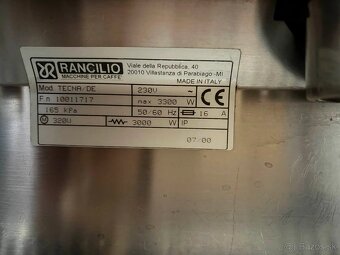 RANCILIO
MACCHINE PER CAFFE'
Viale della Repubblica, 40
20010 Villastanza di Parabiago -MI
MADE IN ITALY
Mod. TECNA/DE 230V ~
F.n 10011717 max 3300 W CE
165 kPa 50/60 Hz 16 A
M 320W 3000 W IP
07/00